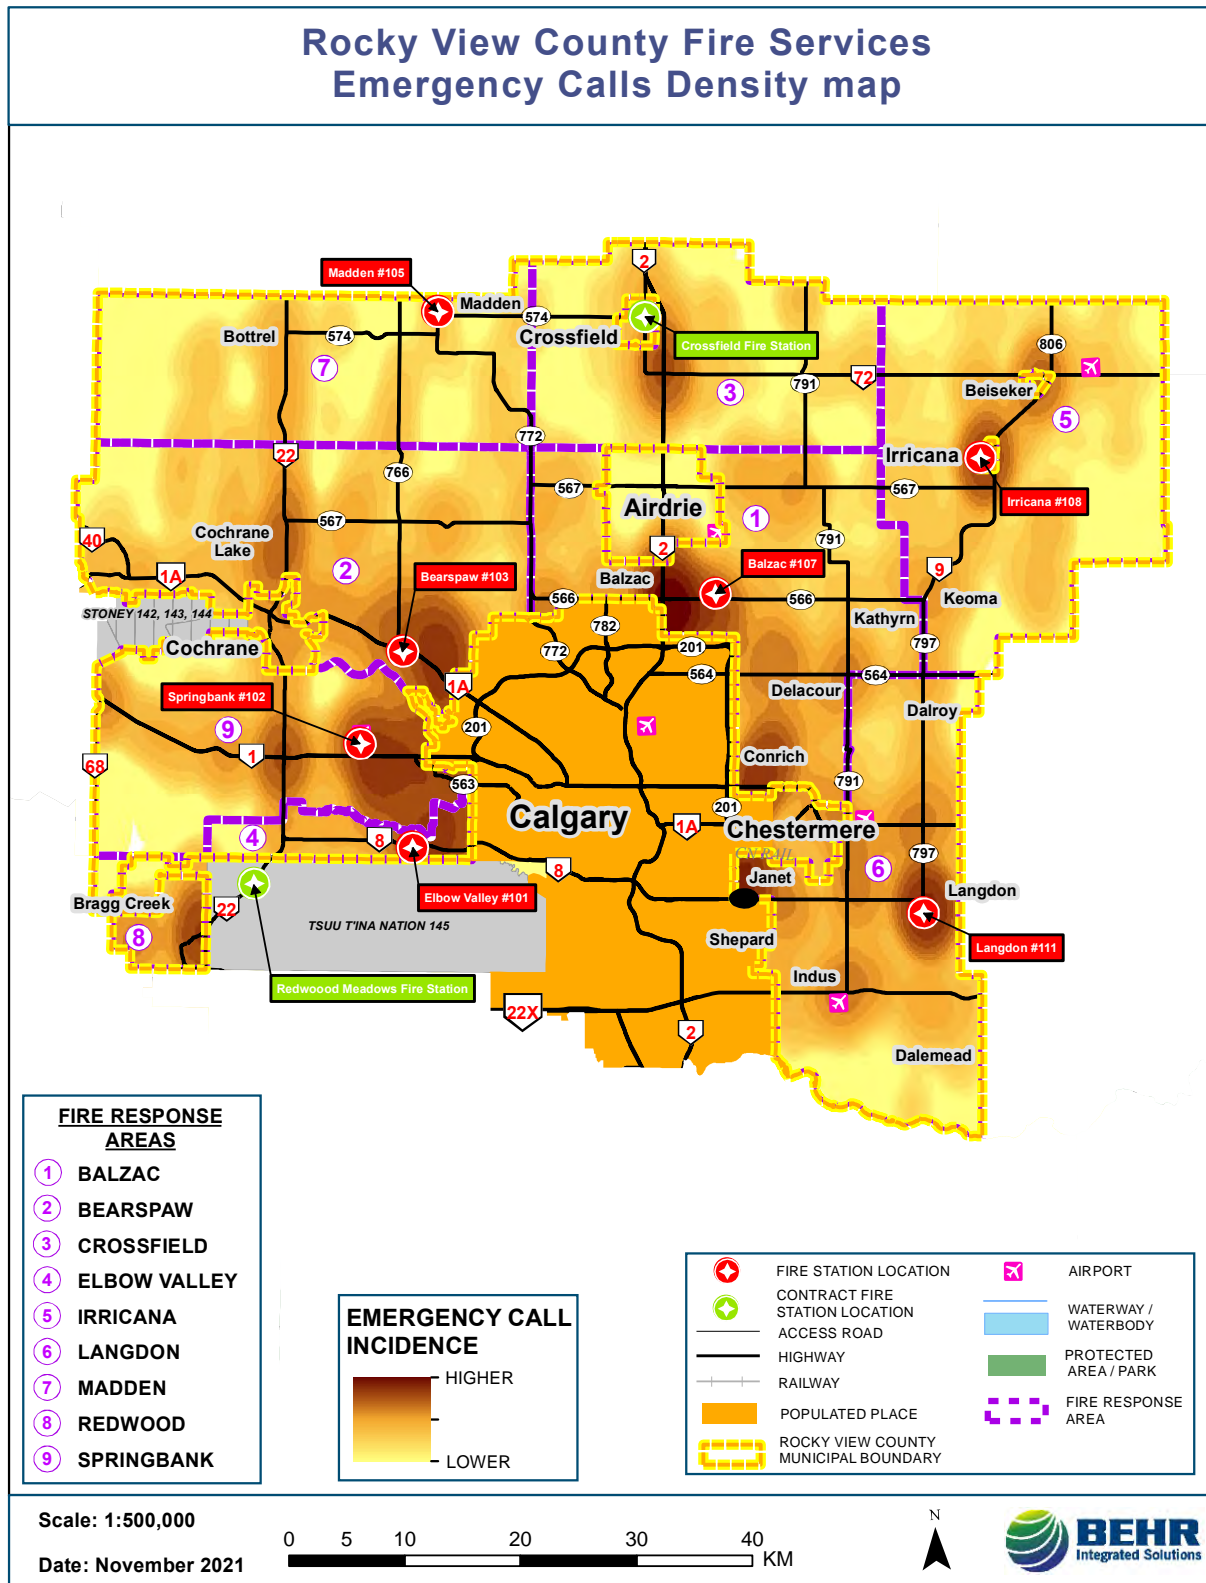 Rocky View County Fire Services
Emergency Calls Density map
2
Madden #105
Madden
574
Crossfield
Crossfield Fire Station
Bottrel
574
7
806
791
72
Beiseker
3
5
772
22
766
Irricana
567
567
Irricana #108
Airdrie
1
567
40
Cochrane
Lake
791
2
2
1A
Bearspaw #103
Balzac
Balzac #107
9
566
566
Keoma
STONEY 142, 143, 144
Kathyrn
782
Cochrane
772
201
797
564
564
1A
Springbank #102
Delacour
Dalroy
9
201
1
Conrich
68
563
791
201
Calgary
1A
Chestermere
4
8
CN RAIL
797
6
8
Janet
Langdon
Bragg Creek
22
Elbow Valley #101
TSUU T'INA NATION 145
8
Shepard
Langdon #111
Indus
Redwoood Meadows Fire Station
22X
2
Dalemead
FIRE RESPONSE
AREAS
1 BALZAC
2 BEARSPAW
3 CROSSFIELD
4 ELBOW VALLEY
5 IRRICANA
6 LANGDON
7 MADDEN
8 REDWOOD
9 SPRINGBANK
EMERGENCY CALL
INCIDENCE
HIGHER
LOWER
FIRE STATION LOCATION
CONTRACT FIRE
STATION LOCATION
ACCESS ROAD
HIGHWAY
RAILWAY
POPULATED PLACE
ROCKY VIEW COUNTY
MUNICIPAL BOUNDARY
AIRPORT
WATERWAY /
WATERBODY
PROTECTED
AREA / PARK
FIRE RESPONSE
AREA
Scale: 1:500,000
Date: November 2021
0 5 10 20 30 40
KM
N
BEHR
Integrated Solutions